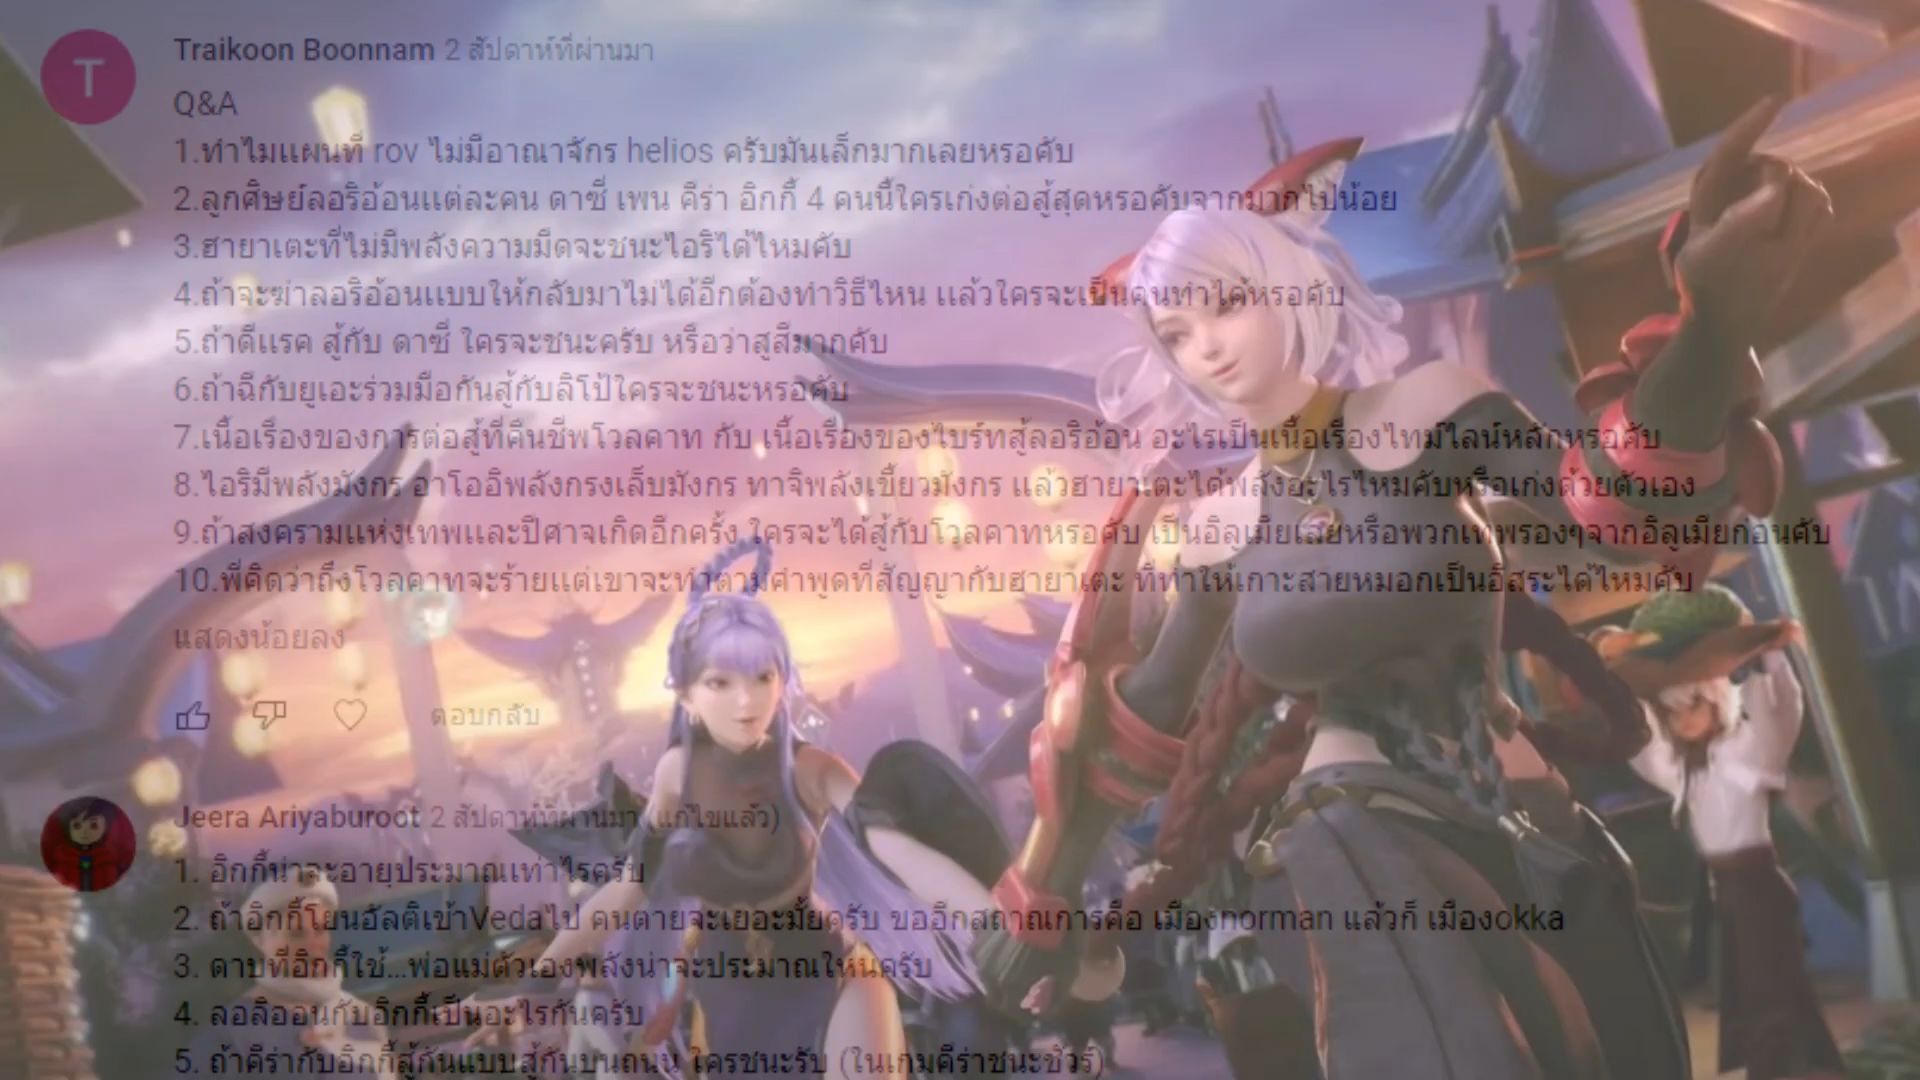 T
Traikoon Boonnam 2 สัปดาห์ที่ผ่านมา
Q&A
1.ทำไมแผนที่ rov ไม่มีอาณาจักร helios ครับมันเล็กมากเลยหรอคับ
2.ลูกศิษย์ลอริอ้อนแต่ละคน ดาซี่ เพน คีร่า อิกกี้ 4 คนนี้ใครเก่งต่อสู้สุดหรอคับจากมากไปน้อย
3.ฮายาเตะที่ไม่มีพลังความมืดจะชนะไอริได้ไหมคับ
4.ถ้าจะฆ่าลอริอ้อนแบบให้กลับมาไม่ได้อีกต้องทำวิธีไหน แล้วใครจะเป็นคนทำได้หรอคับ
5.ถ้าดีแรค สู้กับ ดาซี่ ใครจะชนะครับ หรือว่าสูสีมากคับ
6.ถ้าฉีกับยูเอะร่วมมือกันสู้กับลิโป้ใครจะชนะหรอคับ
7.เนื้อเรื่องของการต่อสู้ที่คืนชีพโวลคาท กับ เนื้อเรื่องของไบร์ทสู้ลอริอ้อน อะไรเป็นเนื้อเรื่องไทม์ไลน์หลักหรอคับ
8.ไอริมีพลังมังกร อาโออิพลังกรงเล็บมังกร ทาจิพลังเขี้ยวมังกร แล้วฮายาเตะได้พลังอะไรไหมคับหรือเก่งด้วยตัวเอง
9.ถ้าสงครามแห่งเทพและปีศาจเกิดอีกครั้ง ใครจะได้สู้กับโวลคาทหรอคับ เป็นอิลูเมียเลยหรือพวกเทพรองๆจากอิลูเมียก่อนคับ
10.พี่คิดว่าถึงโวลคาทจะร้ายแต่เขาจะทำตามคำพูดที่สัญญากับฮายาเตะ ที่ทำให้เกาะสายหมอกเป็นอิสระได้ไหมคับ
แสดงน้อยลง
ตอบกลับ
Jeera Ariyaburoot 2 สัปดาห์ที่ผ่านมา (แก้ไขแล้ว)
1. อิกกี้น่าจะอายุประมาณเท่าไรครับ
2. ถ้าอิกกี้โยนอัลติเข้าVedaไป คนตายจะเยอะมั้ยครับ ขออีกสถาณการคือ เมืองnorman แล้วก็ เมืองokka
3. ดาบที่ฮิกกี้ใช้...พ่อแม่ตัวเองพลังน่าจะประมาณไหนครับ
4. ลอลิออนกับอิกกี้เป็นอะไรกันครับ
5. ถ้าคีร่ากับอิกกี้สู้กันแบบสู้กันบนถนน ใครชนะรับ (ในเกมคีร่าชนะชัวร์)